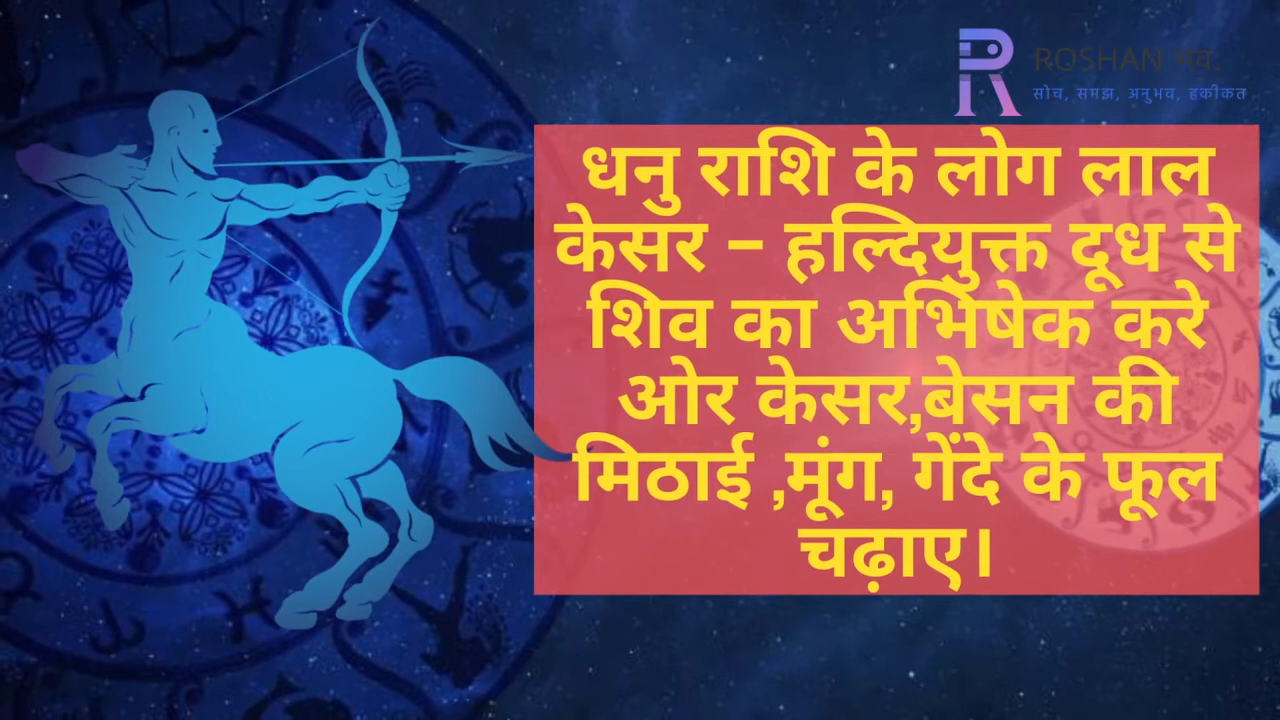 ROSHAN भव:
सोच, समझ, अनुभव, हकीकत
धनु राशि के लोग लाल
केसर – हल्दियुक्त दूध से
शिव का अभिषेक करे
ओर केसर,बेसन की
मिठाई ,मूंग, गेंदे के फूल
चढ़ाए।